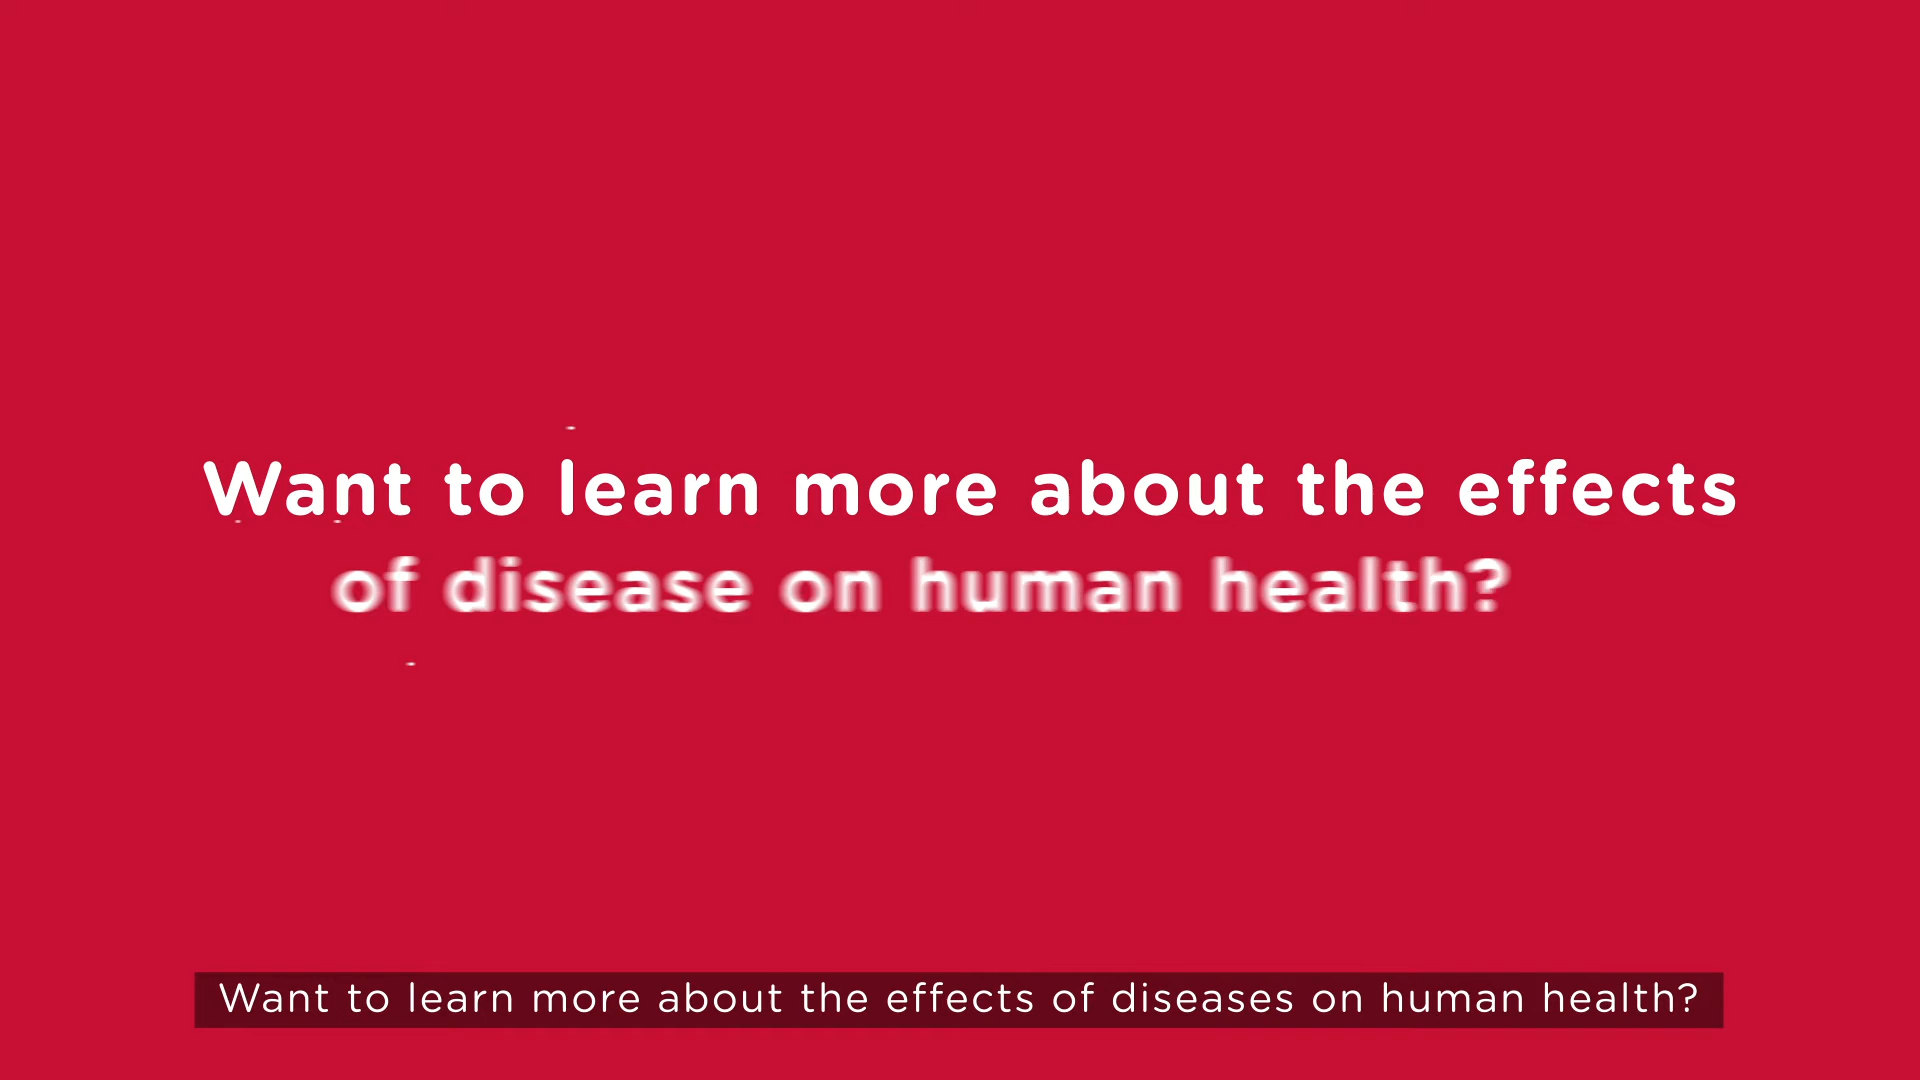 Want to learn more about the effects
of disease on human health?
Want to learn more about the effects of diseases on human health?